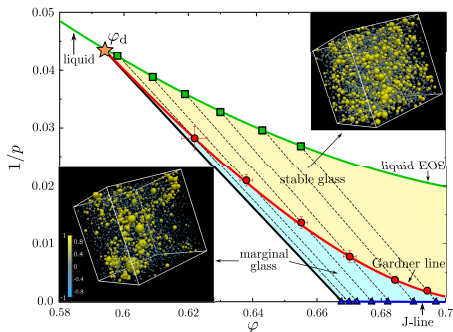 0.05
0.04
0.03
0.02
0.01
0.0
1/p
φd
liquid
liquid EOS
stable glass
Gardner line
marginal
glass
1
0.8
0.4
0
-0.4
-0.8
-1
0.58
0.6
0.62
0.64
0.66
0.68
0.7
φ
J-line